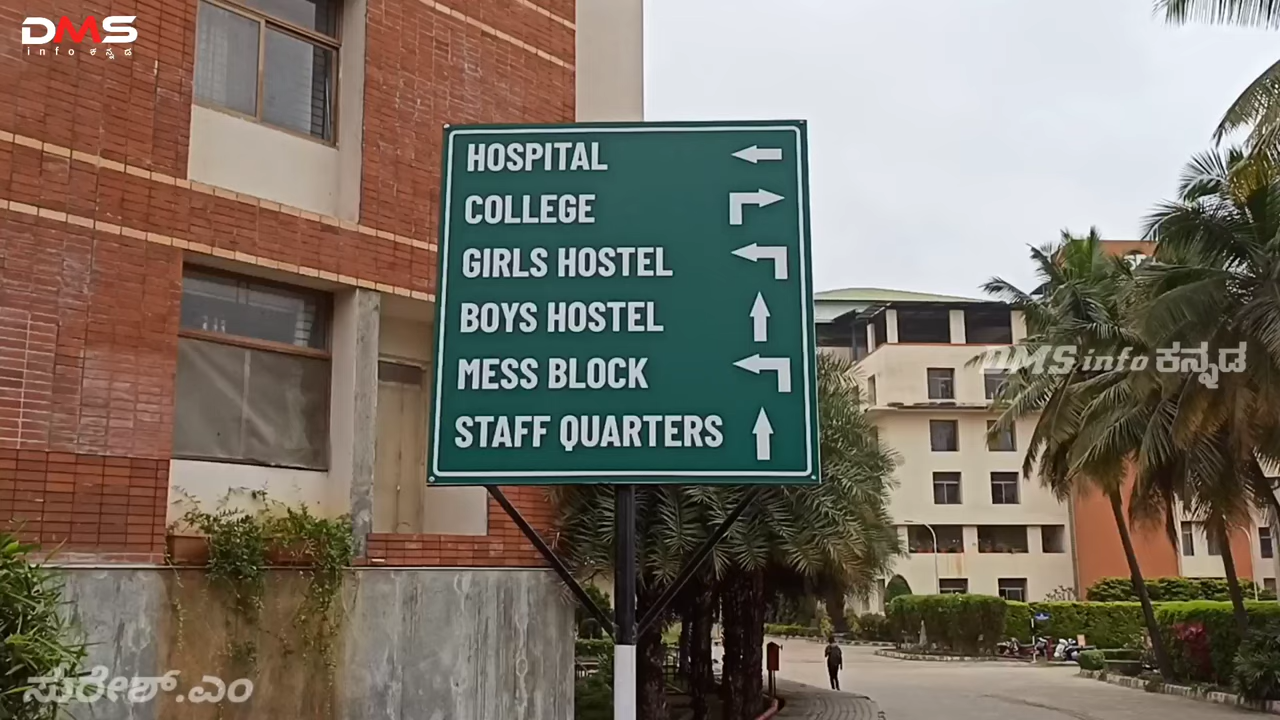 DMS
info ಕನ್ನಡ
HOSPITAL
COLLEGE
GIRLS HOSTEL
BOYS HOSTEL
MESS BLOCK
STAFF QUARTERS
DMS info ಕನ್ನಡ
ಸುರೇಶ್.ಎಂ